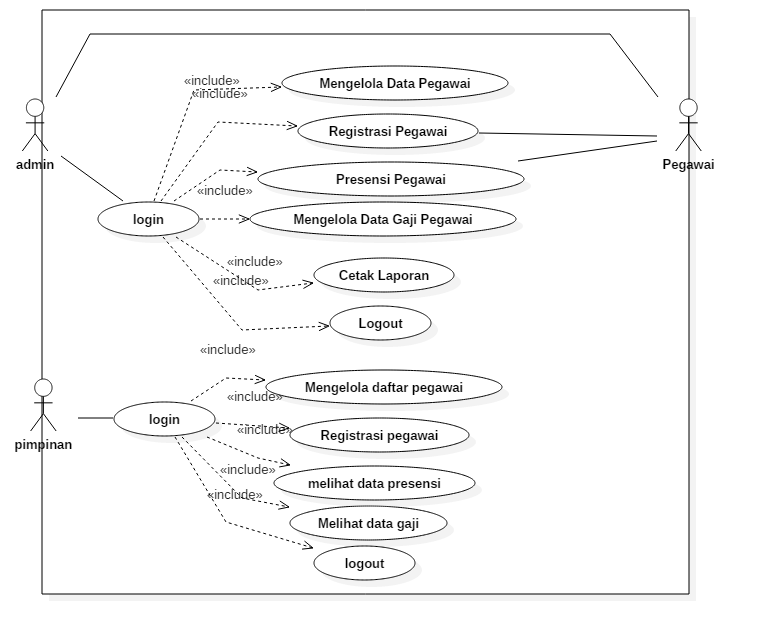 «include»
Mengelola Data Pegawai
«include»
admin
Registrasi Pegawai
Pegawai
Presensi Pegawai
«include»
login
Mengelola Data Gaji Pegawai
«include»
Cetak Laporan
«include»
Logout
«include»
Mengelola daftar pegawai
«include»
login
«include»
Registrasi pegawai
pimpinan
«include»
melihat data presensi
«include»
Melihat data gaji
logout